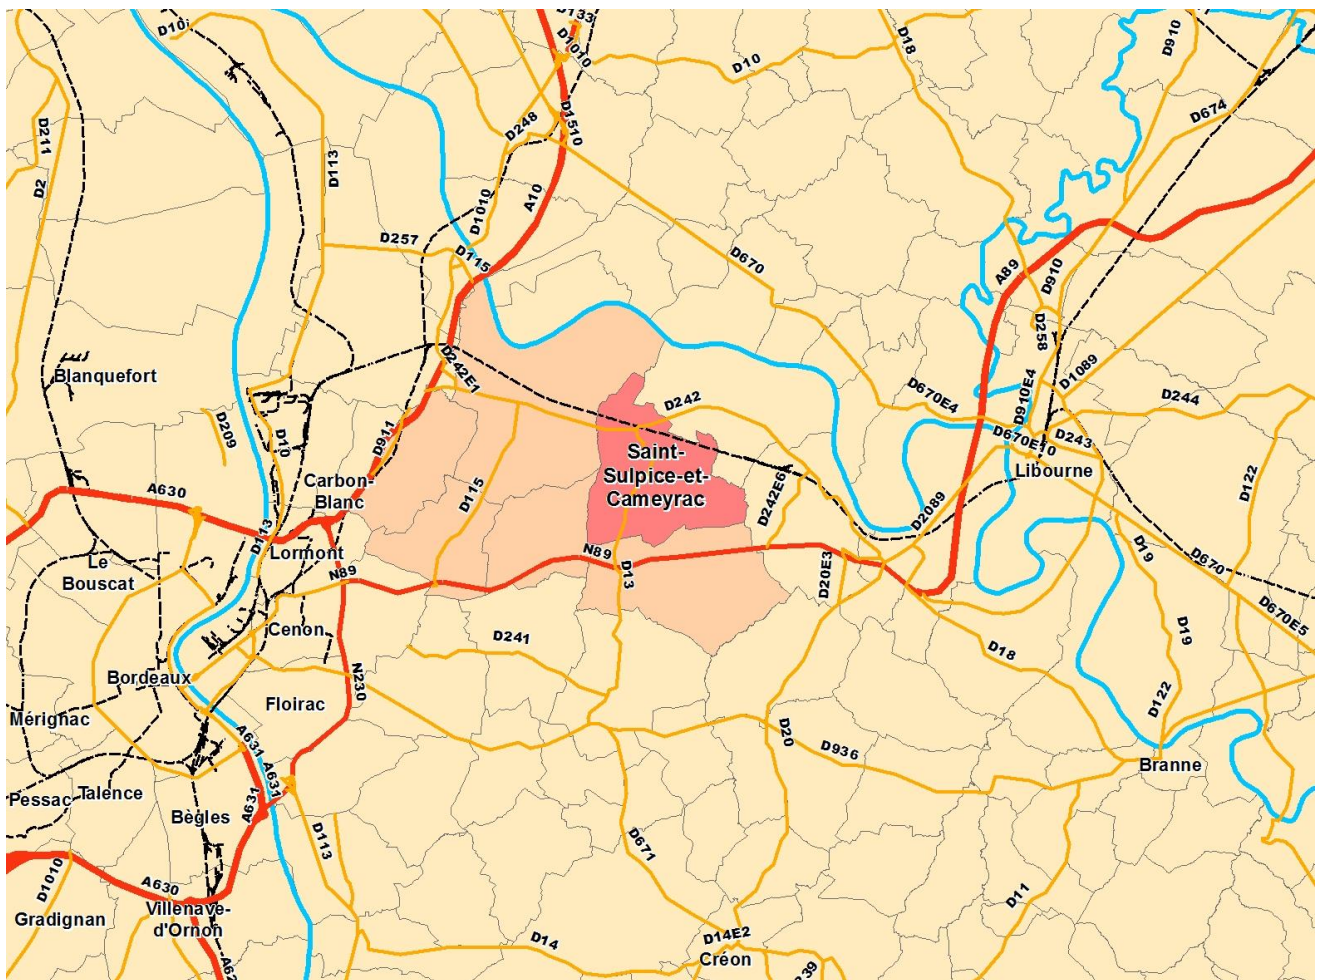 D133
D10
D1010
D18
D910
D10
D674
D211
D248
D1510
D113
D2
D1010
A10
D257
D115
D670
A89
D910
D258
D242E1
D1089
Blanquefort
D670E4
D910E4
D244
D242
D209
D10
D911
D670E10
D243
Saint-
Sulpice-et-
Cameyrac
Libourne
Carbon-
Blanc
A630
D115
D242E6
D122
D2089
D113
Lormont
Le
Bouscat
N89
N89
D13
D20E3
D19
D670
D670E5
Cenon
D241
D19
D18
Bordeaux
N230
Floirac
D122
Mérignac
D20
D936
A631
A631
Branne
Pessac
Talence
A631
Bègles
D113
D671
D1010
A630
D11
Gradignan
Villenave-
d'Ornon
D14
D14E2
Créon